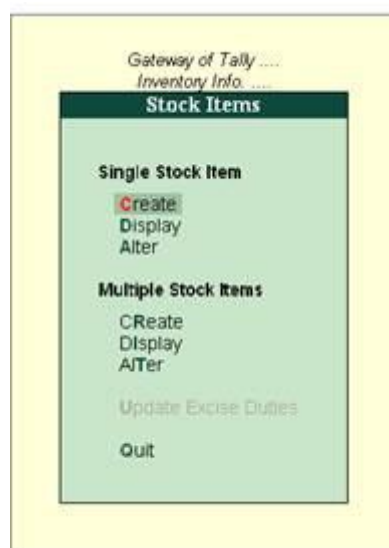 Gateway of Tally ....
Inventory Info. ....
Stock Items
Single Stock Item
Create
Display
Alter
Multiple Stock Items
CReate
DIsplay
AlTer
Update Excise Duties
Quit